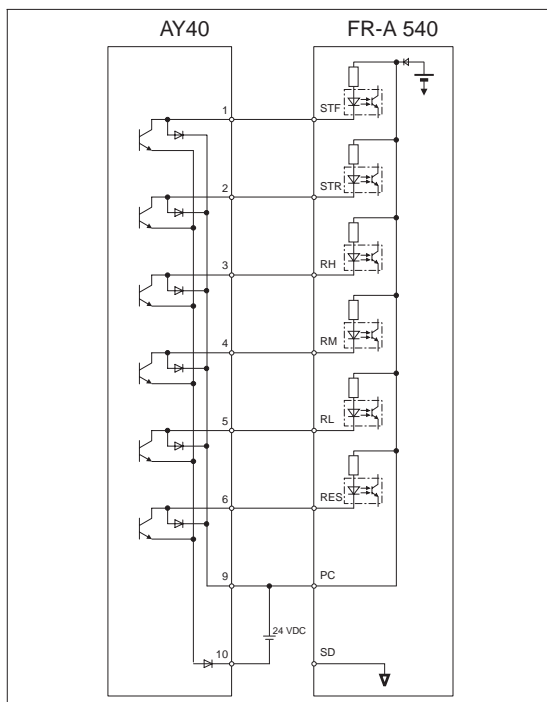 AY40 FR-A 540
1 STF
2 STR
3 RH
4 RM
5 RL
6 RES
9 PC
24 VDC
10 SD